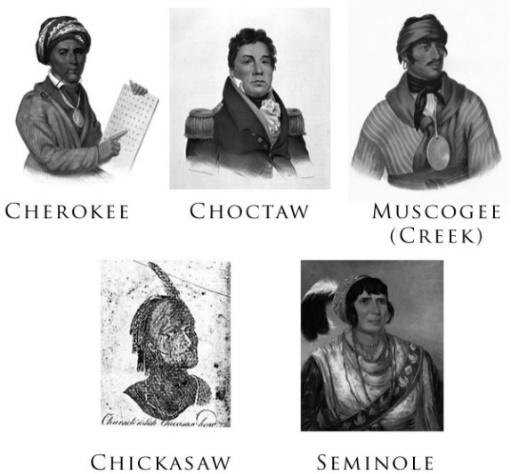 CHEROKEE
CHOCTAW
MUSCOGEE
(CREEK)
CHICKASAW
SEMINOLE